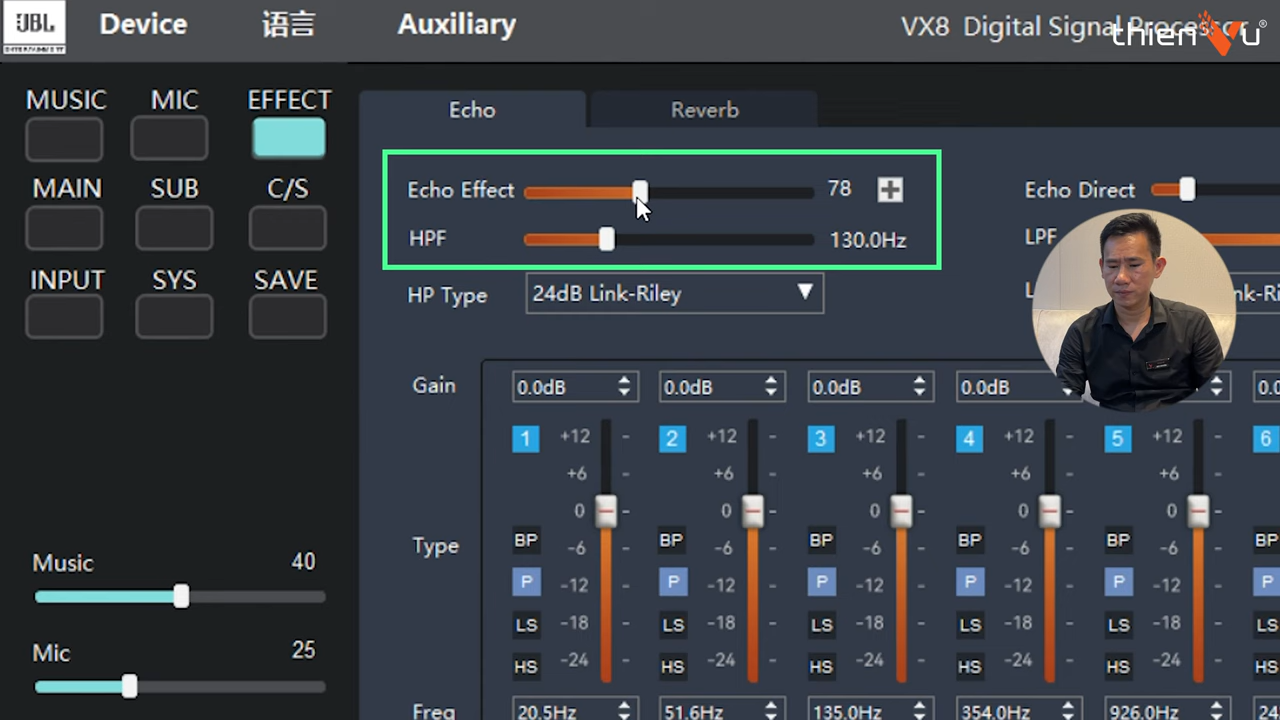 JBL Device 语言 Auxiliary VX8 Digital Signal Processor thien Vu®
MUSIC MIC EFFECT
MAIN SUB C/S
INPUT SYS SAVE
Echo Reverb
Echo Effect 78 Echo Direct
HPF 130.0Hz LPF
HP Type 24dB Link-Riley
Gain 0.0dB 0.0dB 0.0dB 0.0dB
1 +12 2 +12 3 +12 4 +12 5 +12 6
+6 +6 +6 +6 +6
0 0 0 0 0
Type BP -6 BP -6 BP -6 BP -6 BP -6 BP
P -12 P -12 P -12 P -12 P -12 P
LS -18 LS -18 LS -18 LS -18 LS -18 LS
HS -24 HS -24 HS -24 HS -24 HS -24 HS
Freq 20.5Hz 51.6Hz 135.0Hz 354.0Hz 926.0Hz
Music 40
Mic 25